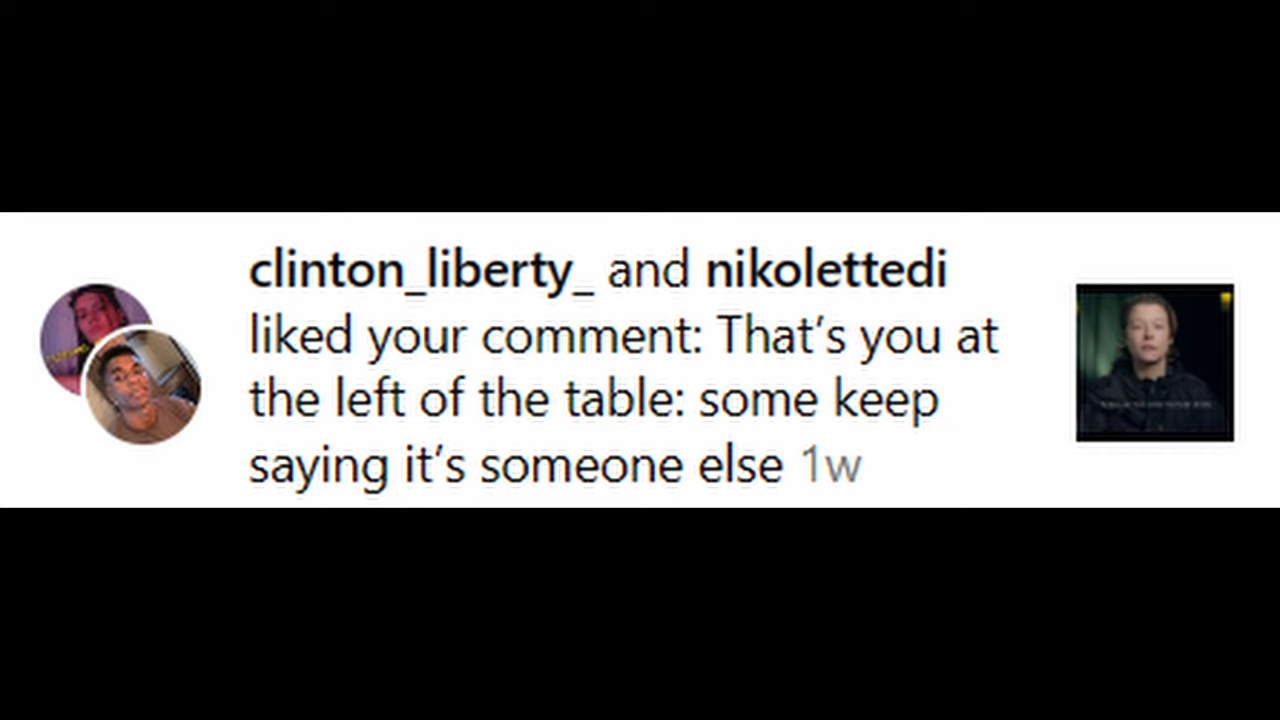 clinton_liberty_ and nikolettedi
liked your comment: That’s you at
the left of the table: some keep
saying it’s someone else 1w